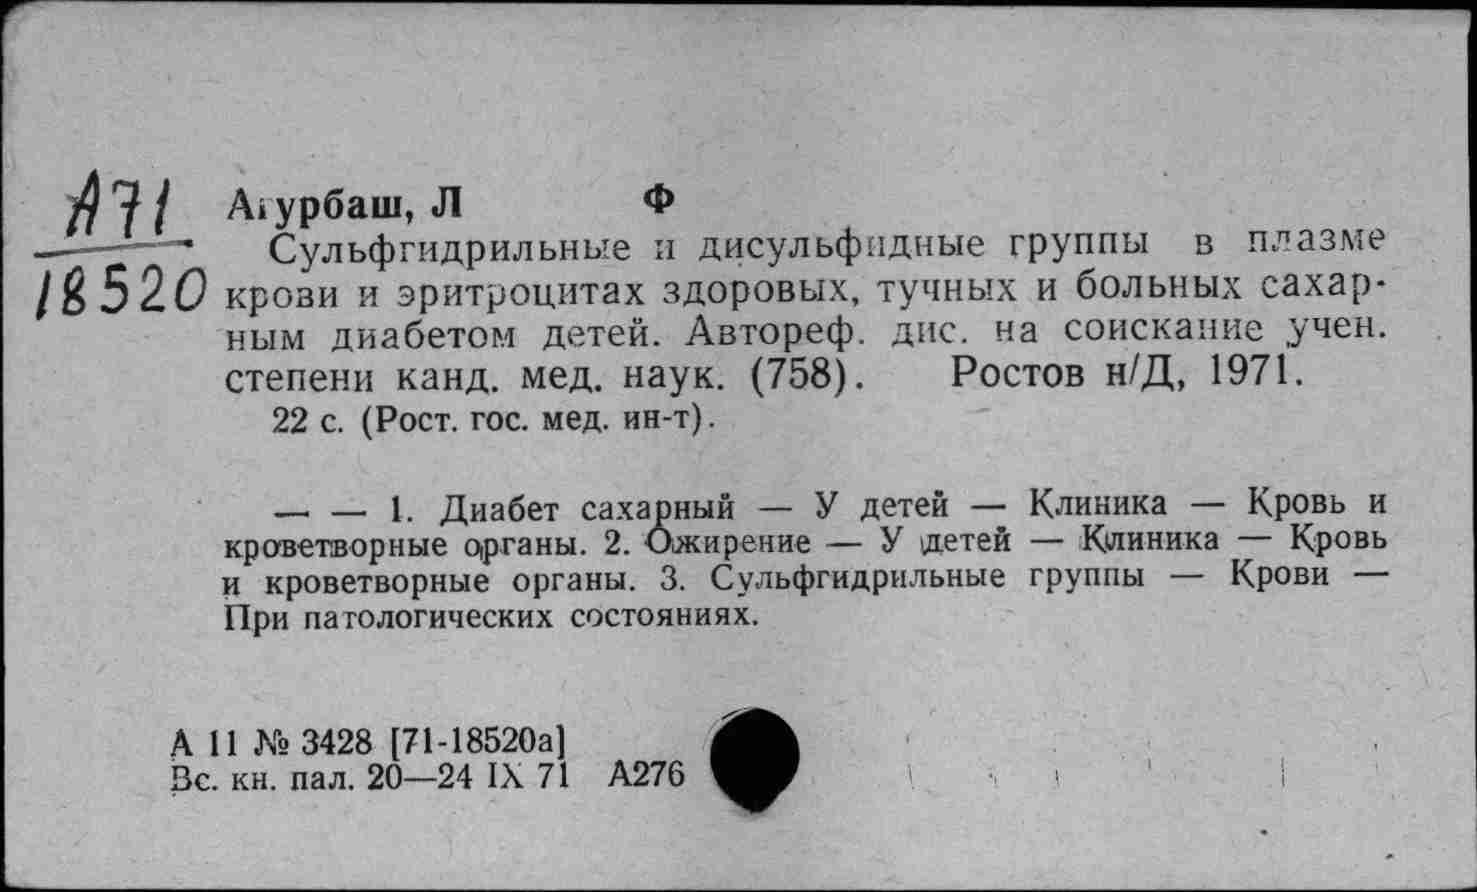 А71
18520
Агурбаш, Л Ф
Сульфгидрильные и дисульфидные группы в плазме
крови и эритроцитах здоровых, тучных и больных сахар-
ным диабетом детей. Автореф. дис. на соискание учен.
степени канд. мед. наук. (758). Ростов н/Д, 1971.
22 с. (Рост. гос. мед. ин-т).
— — 1. Диабет сахарный — У детей — Клиника — Кровь и
кроветворные органы. 2. Ожирение — У детей — Клиника — Кровь
и кроветворные органы. 3. Сульфгидрильные группы — Крови —
При патологических состояниях.
А 11 № 3428 [71-18520а]
Вс. кн. пал. 20—24 IX 71 А276